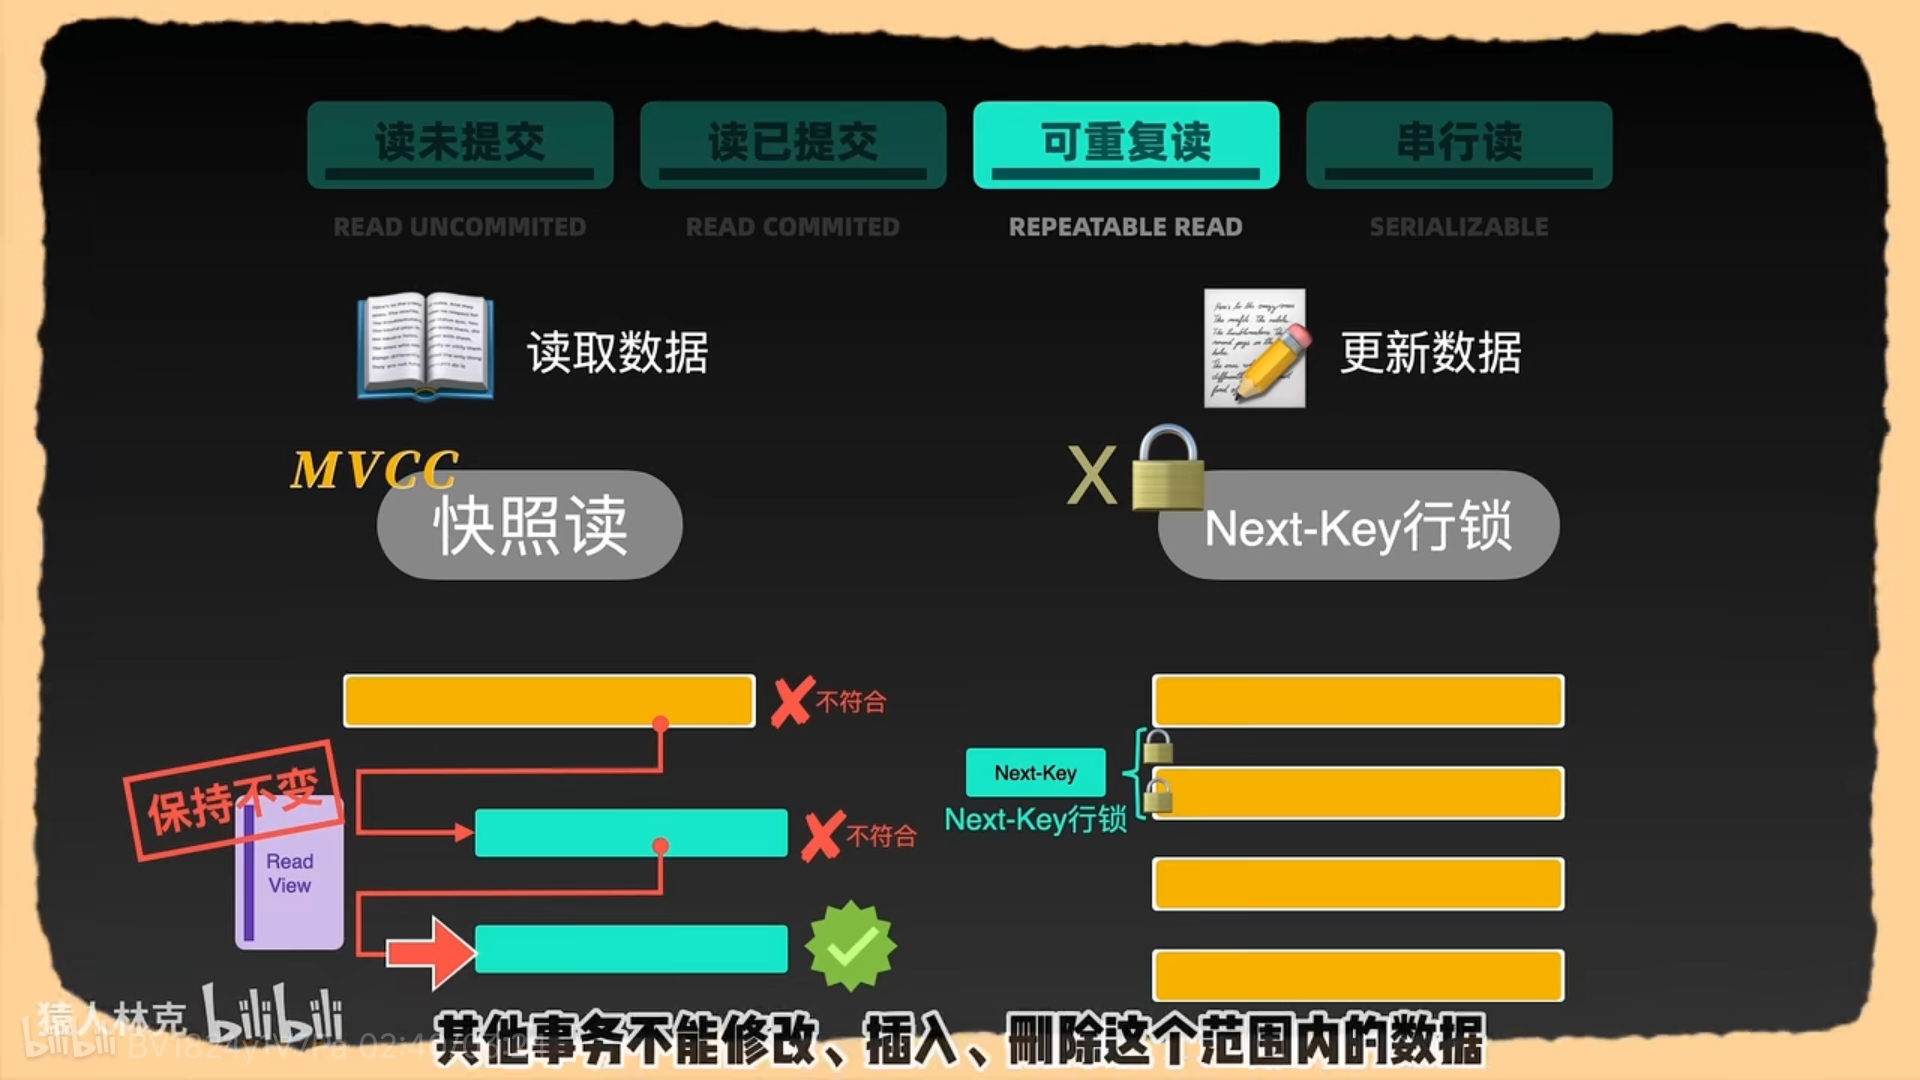 读未提交
读已提交
可重复读
串行读
READ UNCOMMITED
READ COMMITED
REPEATABLE READ
SERIALIZABLE
读取数据
更新数据
MVCC
快照读
X
Next-Key行锁
不符合
保持不变
Read
View
不符合
Next-Key
Next-Key行锁
猿人林克 bilibili
其他事务不能修改、插入、删除这个范围内的数据
bilibili